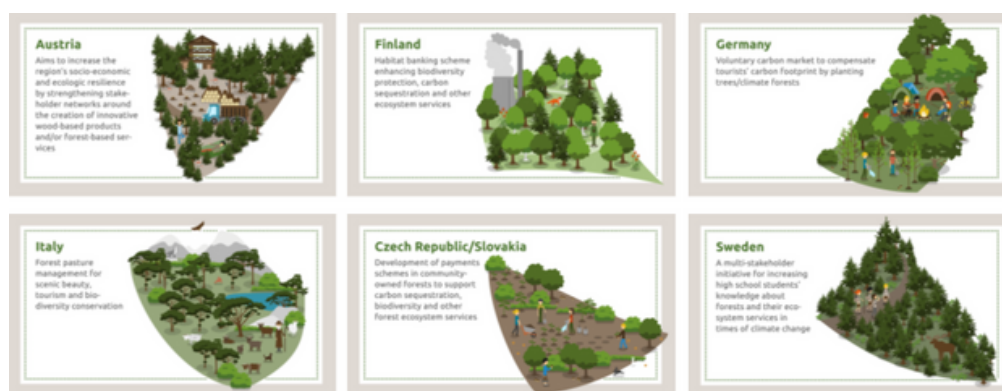 Austria
Aims to increase the
region's socio-economic
and ecologic resilience
by strengthening stake-
holder networks around
the creation of innovative
wood-based products
and/or forest-based ser-
vices
Finland
Habitat banking scheme
enhancing biodiversity
protection, carbon
sequestration and other
ecosystem services
Germany
Voluntary carbon market to compensate
tourists' carbon footprint by planting
trees/climate forests
Italy
Forest pasture
management for
scenic beauty,
tourism and bio-
diversity conservation
Czech Republic/Slovakia
Development of payments
schemes in community-
owned forests to support
carbon sequestration,
biodiversity and other
forest ecosystem services
Sweden
A multi-stakeholder
initiative for increasing
high school students'
knowledge about
forests and their eco-
system services in
times of climate change